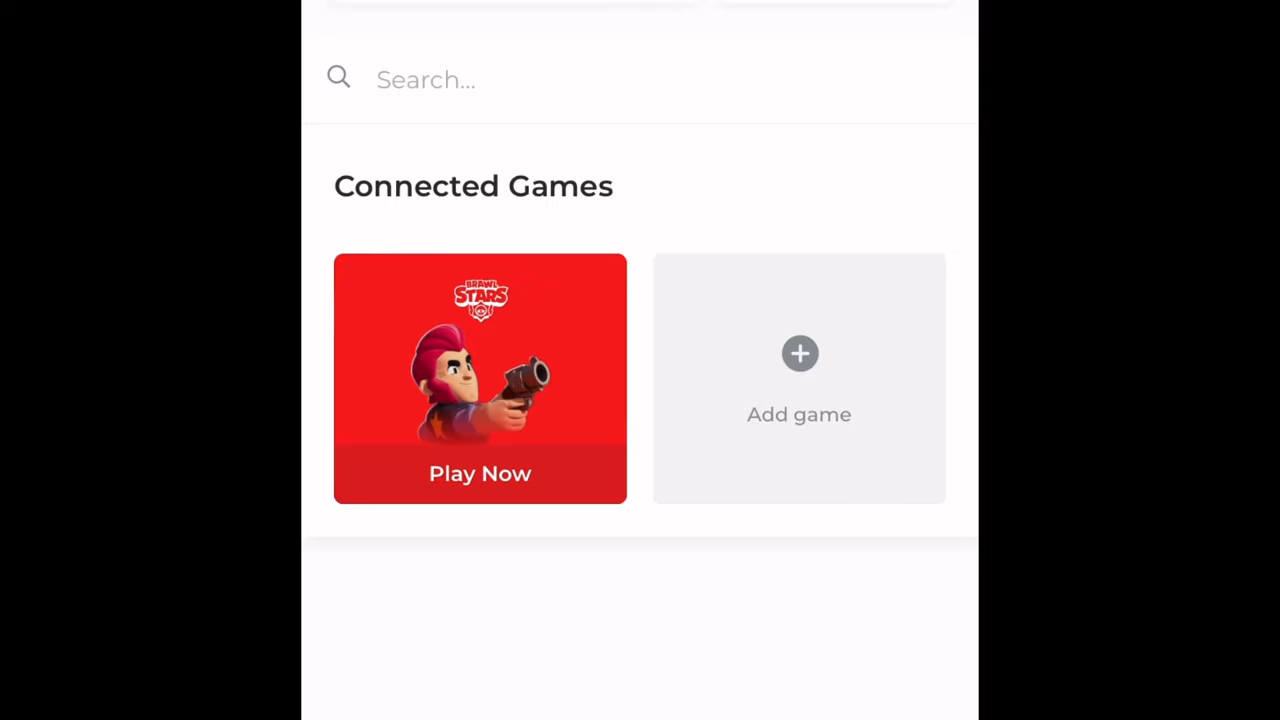 Search...
Connected Games
BRAWL
STARS
Add game
Play Now